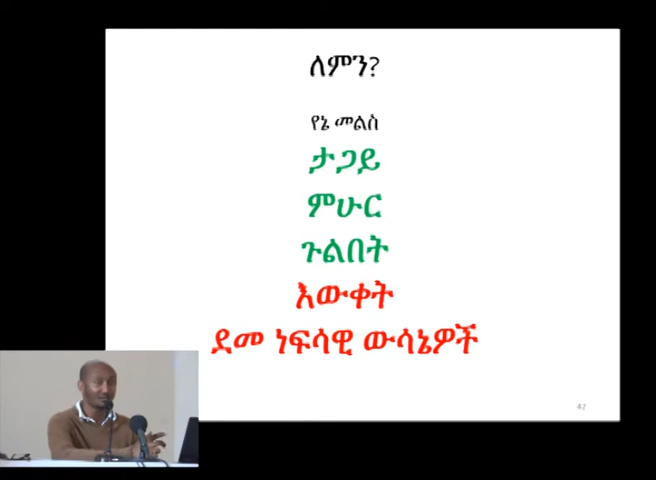 ለምን?
የኔ መልስ
ታጋይ
ምሁር
ጉልበት
እውቀት
ደመ ነፍሳዊ ውሳኔዎች
42